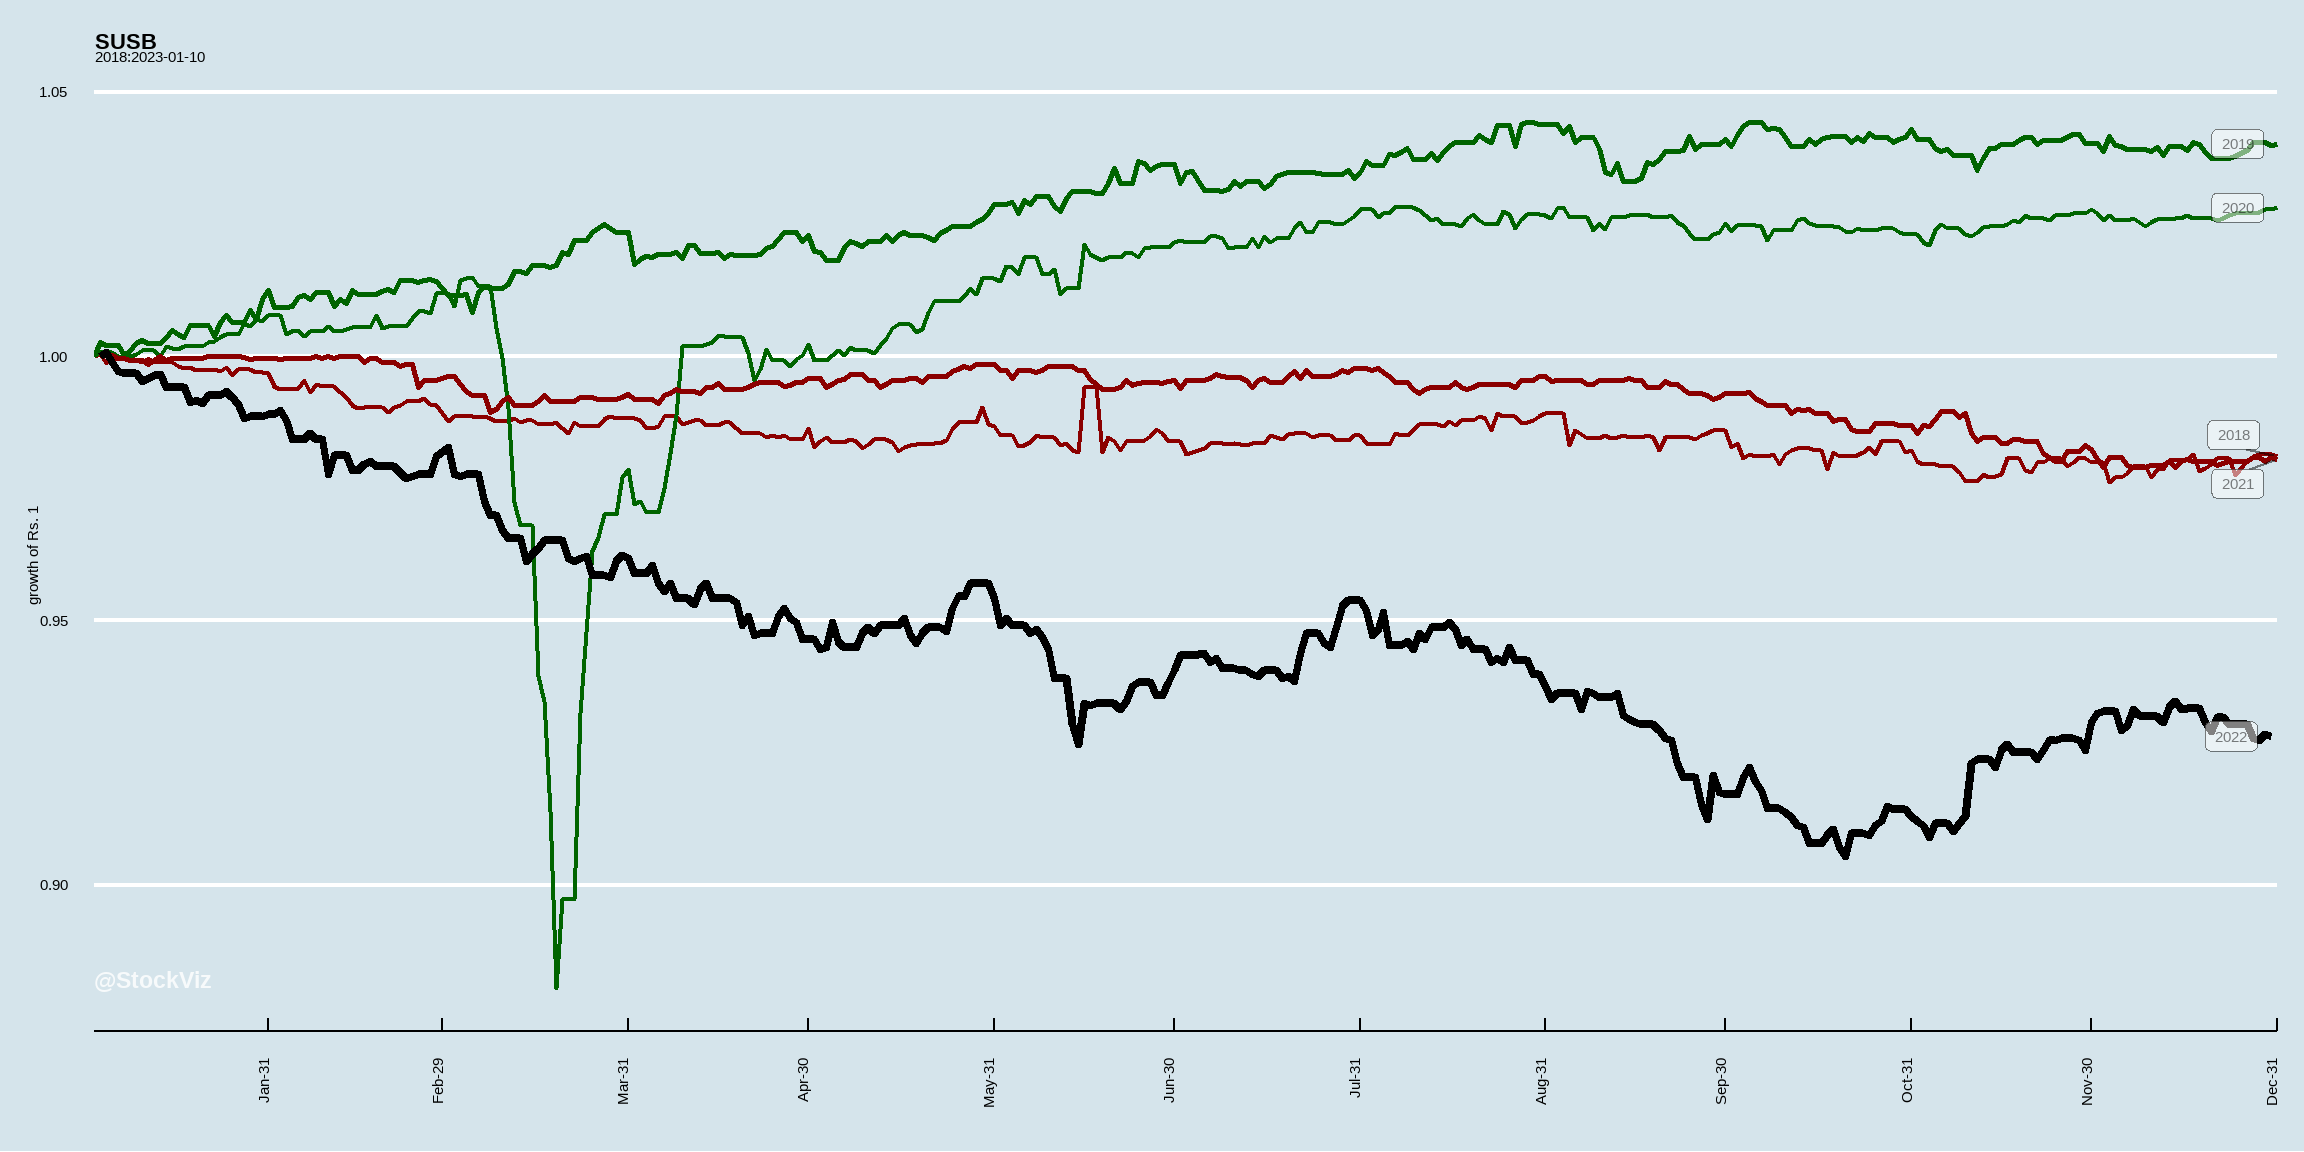 SUSB
2018:2023-01-10
1.05
1.00
0.95
0.90
growth of Rs. 1
2019
2020
2018
2021
2022
@StockViz
Jan-31
Feb-29
Mar-31
Apr-30
May-31
Jun-30
Jul-31
Aug-31
Sep-30
Oct-31
Nov-30
Dec-31